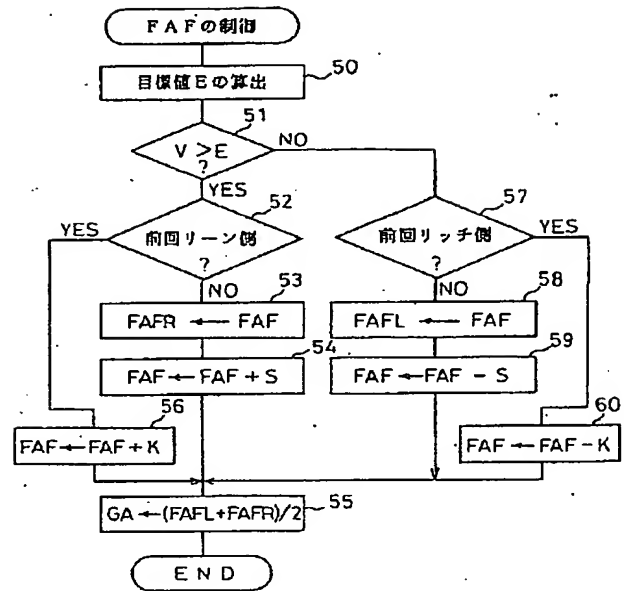 FAFの制御
目標値Eの算出
50
51
V>E
?
NO
YES
52
57
YES
前回リーン側
?
前回リッチ側
?
YES
NO
53
NO
58
FAFR ← FAF
FAFL ← FAF
54
59
FAF←FAF+S
FAF←FAF-S
56
60
FAF←FAF+K
FAF←FAF-K
GA←(FAFL+FAFR)/2
55
END